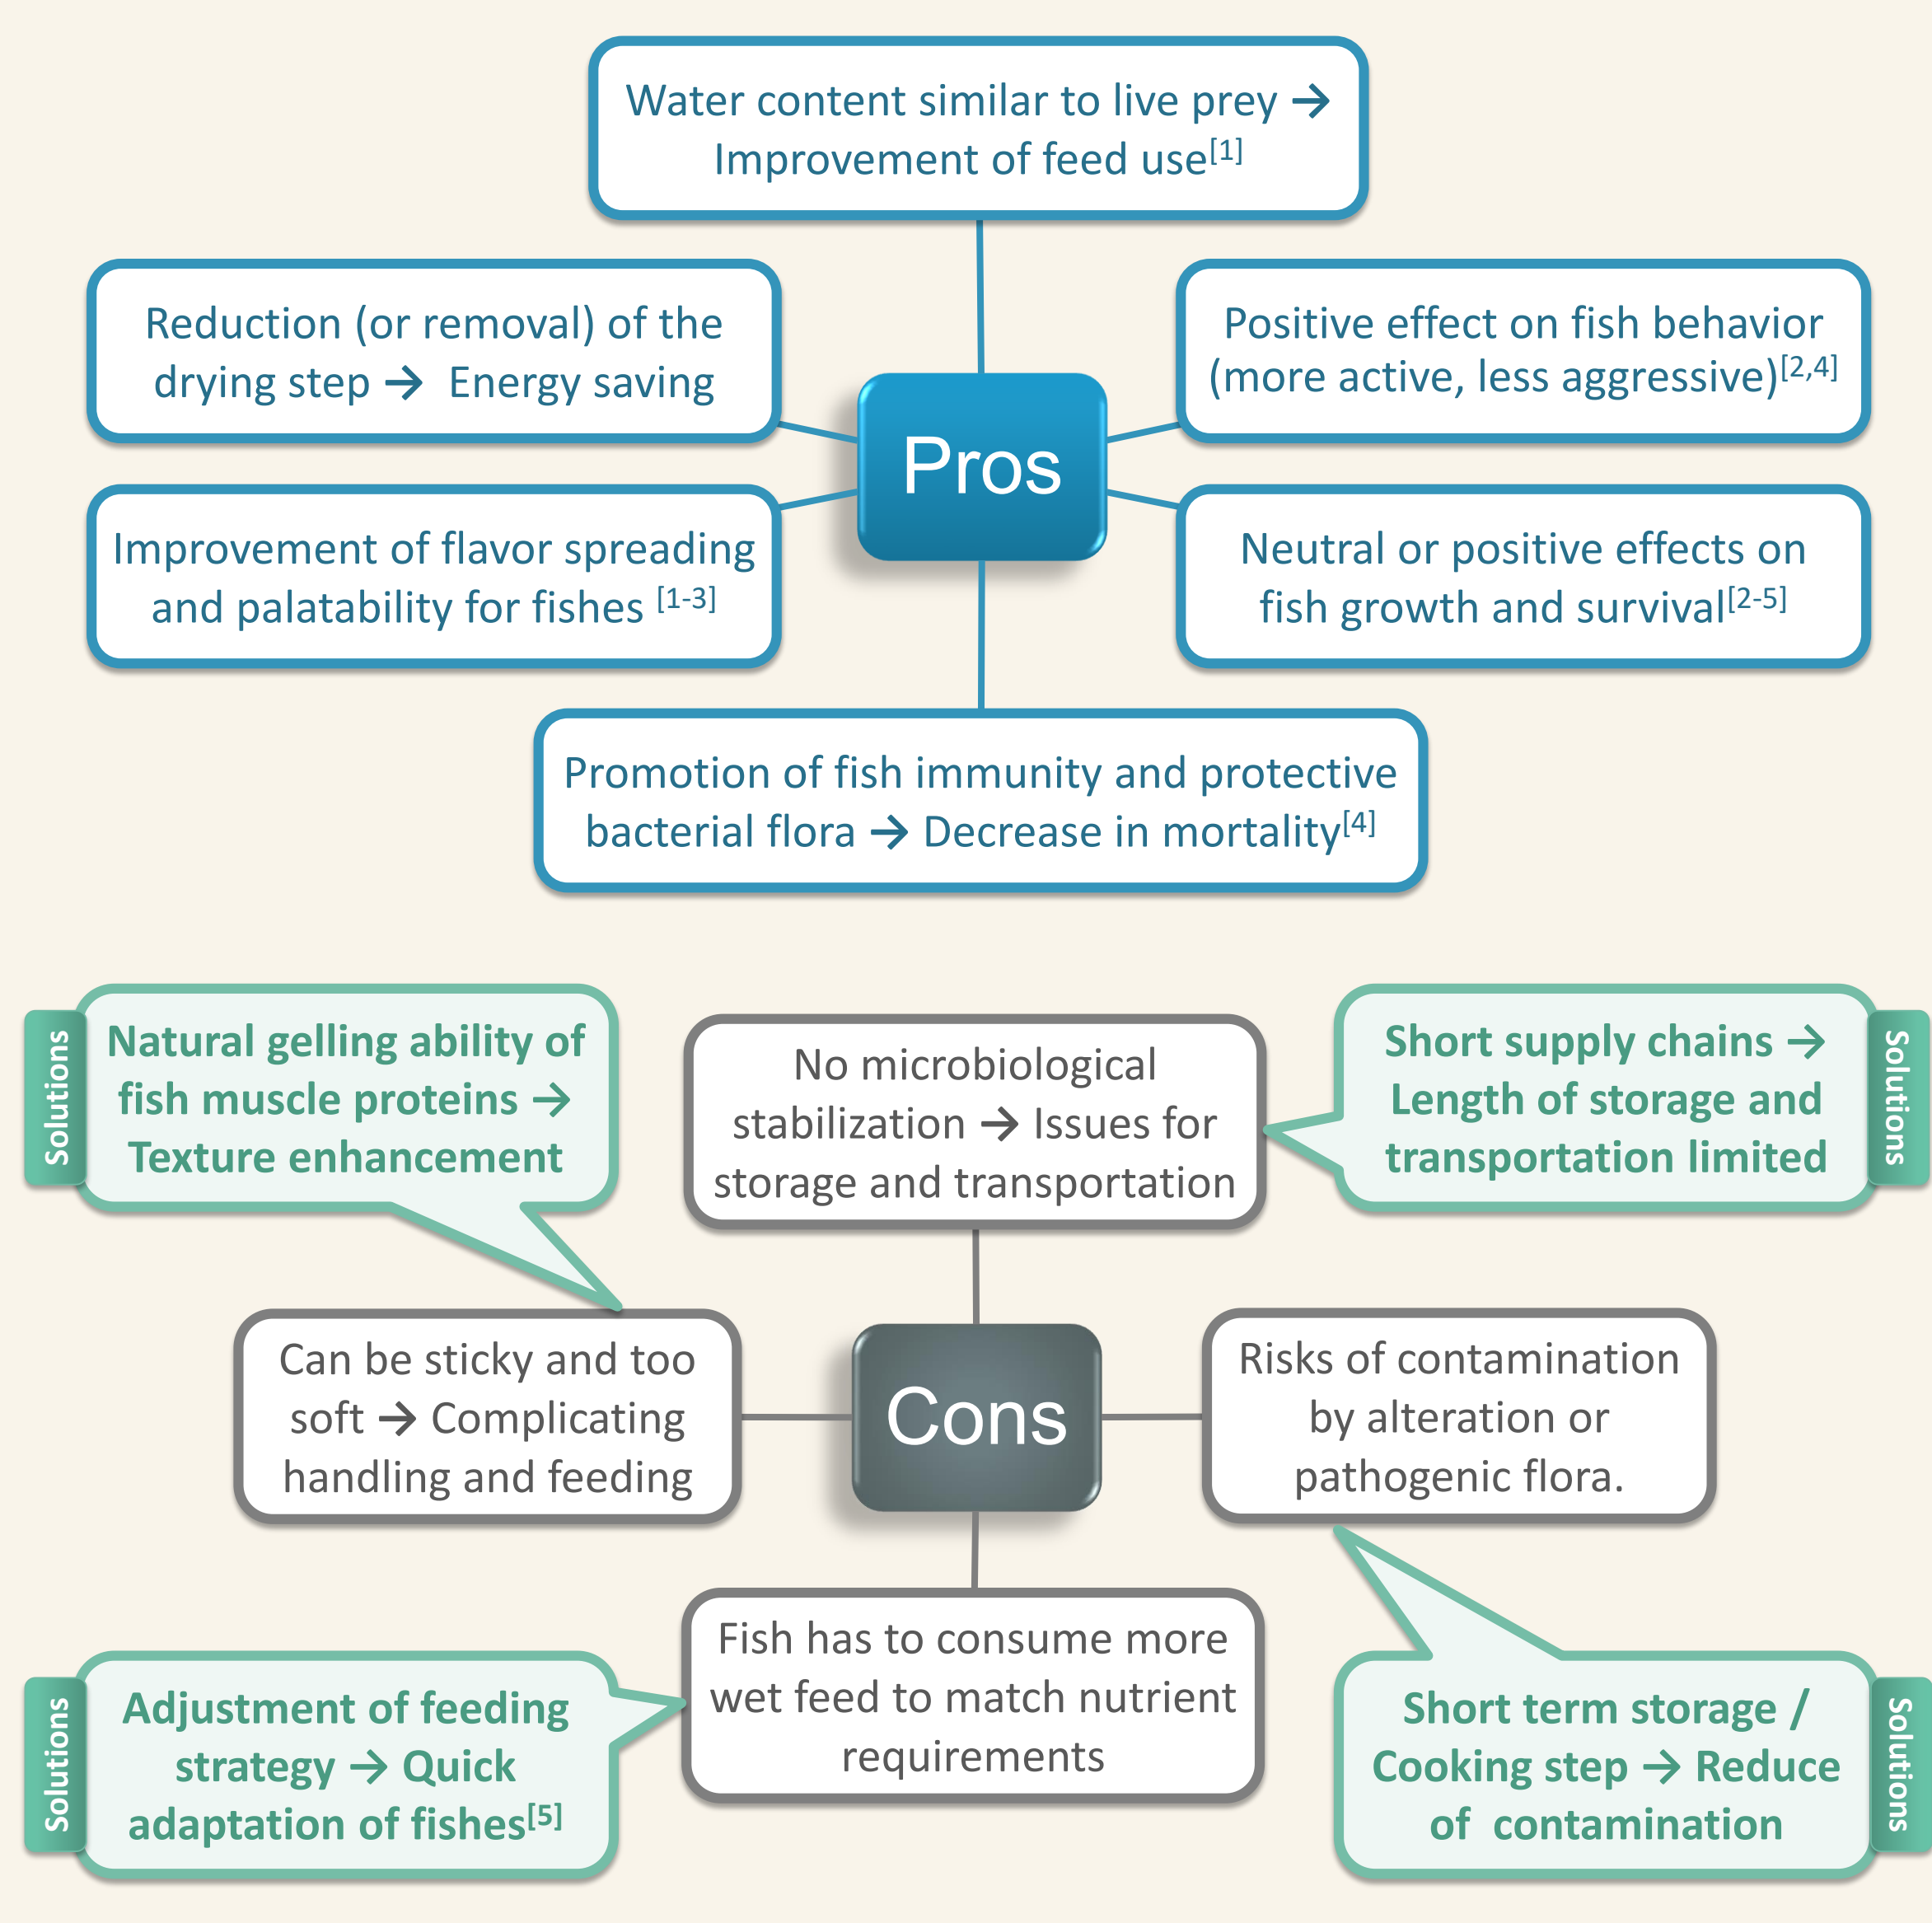 Water content similar to live prey →
Improvement of feed use[1]
Reduction (or removal) of the
drying step → Energy saving
Positive effect on fish behavior
(more active, less aggressive)[2,4]
Pros
Improvement of flavor spreading
and palatability for fishes [1-3]
Neutral or positive effects on
fish growth and survival[2-5]
Promotion of fish immunity and protective
bacterial flora → Decrease in mortality[4]
Solutions
Natural gelling ability of
fish muscle proteins →
Texture enhancement
No microbiological
stabilization → Issues for
storage and transportation
Short supply chains →
Length of storage and
transportation limited
Solutions
Can be sticky and too
soft → Complicating
handling and feeding
Cons
Risks of contamination
by alteration or
pathogenic flora.
Solutions
Adjustment of feeding
strategy → Quick
adaptation of fishes[5]
Fish has to consume more
wet feed to match nutrient
requirements
Short term storage /
Cooking step → Reduce
of  contamination
Solutions